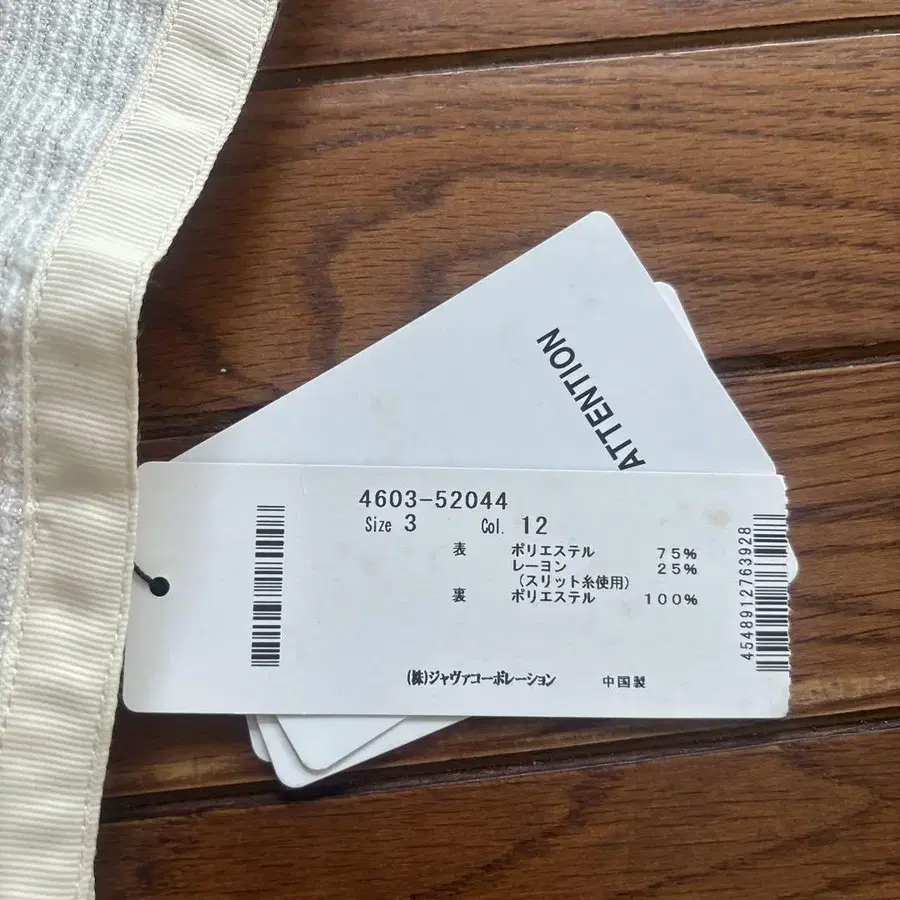 ATTENTION
4603-52044
Size 3 Col. 12
表 ポリエステル 75%
レーヨン 25%
(スリット糸使用)
裏 ポリエステル 100%
(株)ジャヴァコーポレーション 中国製
4548912763928